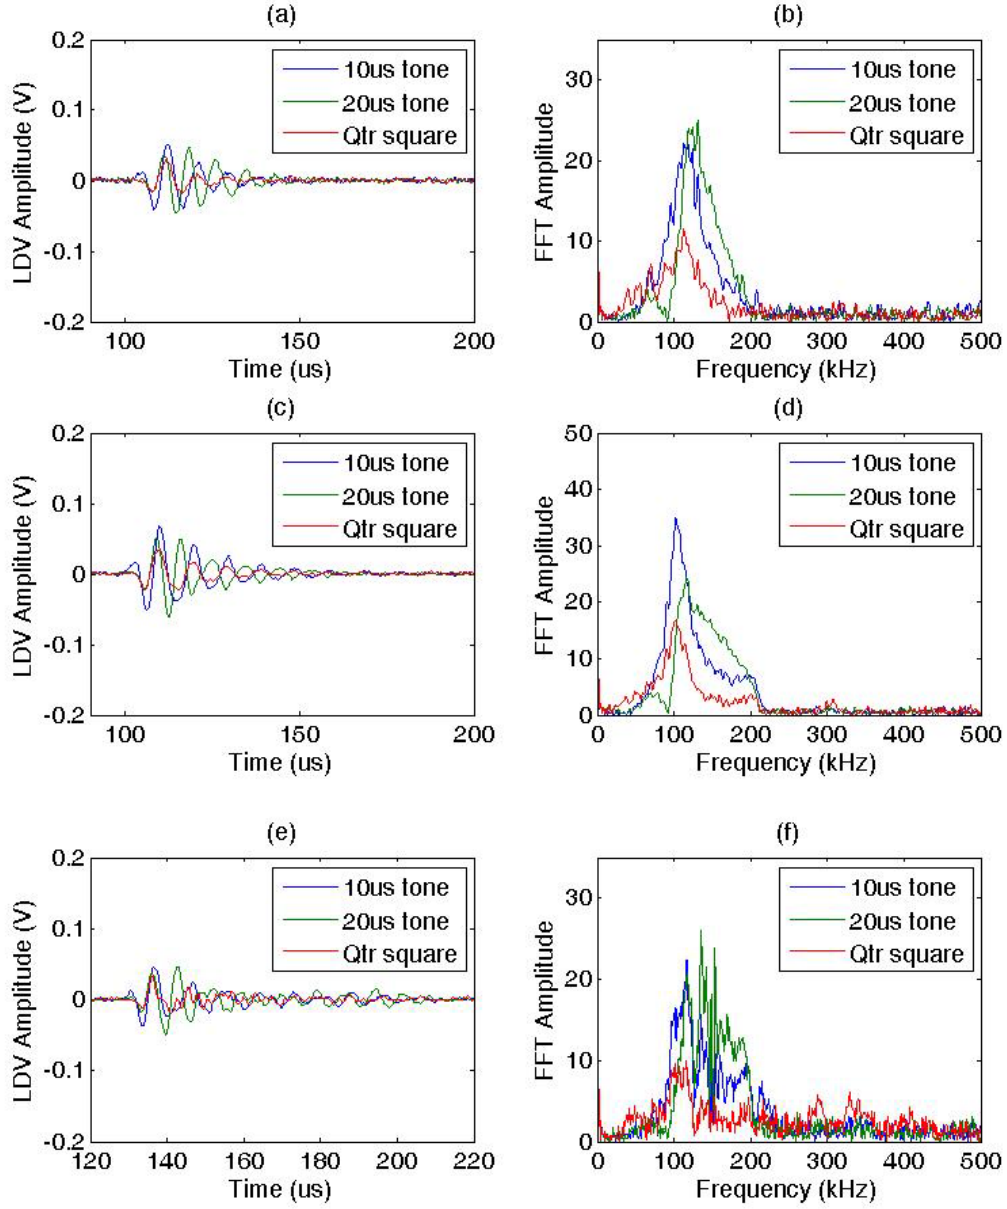 (a)
0.2
0.1
0
-0.1
-0.2
LDV Amplitude (V)
10us tone
20us tone
Qtr square
100
150
200
Time (us)
(b)
30
20
10
0
FFT Amplitude
10us tone
20us tone
Qtr square
0
100
200
300
400
500
Frequency (kHz)
(c)
0.2
0.1
0
-0.1
-0.2
LDV Amplitude (V)
10us tone
20us tone
Qtr square
100
150
200
Time (us)
(d)
50
40
30
20
10
0
FFT Amplitude
10us tone
20us tone
Qtr square
0
100
200
300
400
500
Frequency (kHz)
(e)
0.2
0.1
0
-0.1
-0.2
LDV Amplitude (V)
10us tone
20us tone
Qtr square
120
140
160
180
200
220
Time (us)
(f)
30
20
10
0
FFT Amplitude
10us tone
20us tone
Qtr square
0
100
200
300
400
500
Frequency (kHz)